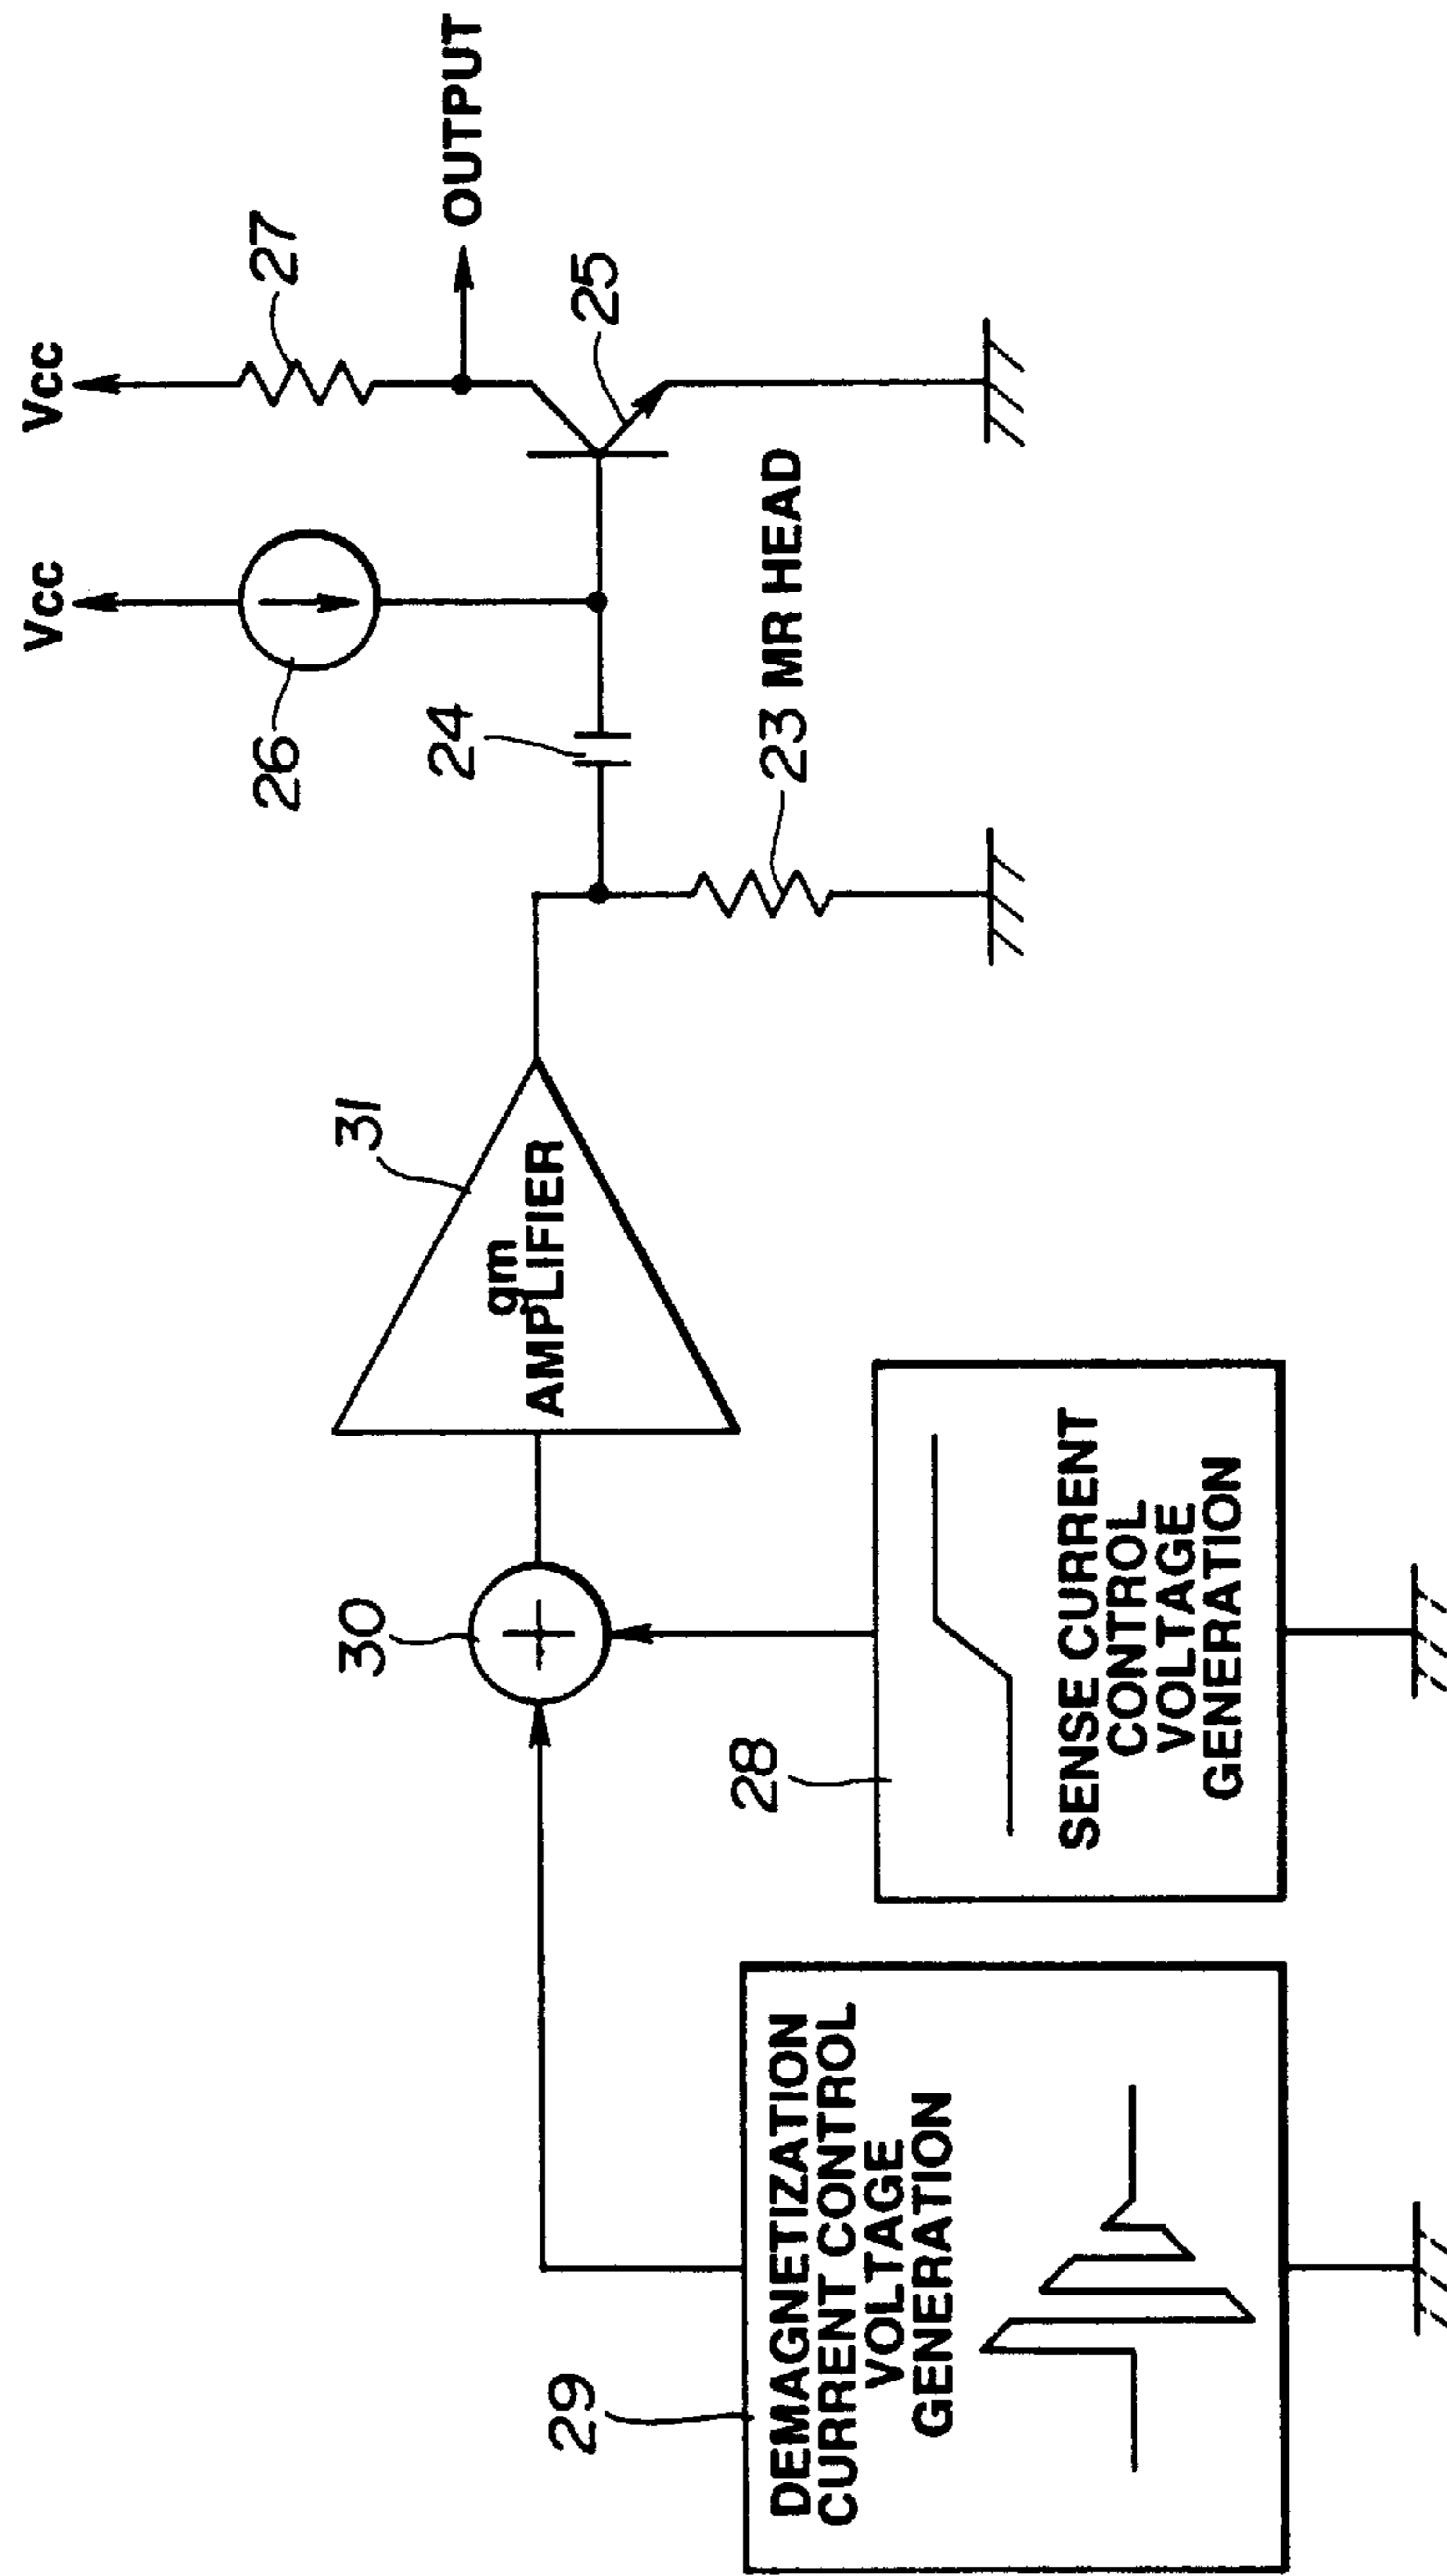 Vcc
Vcc
27
OUTPUT
26
25
24
23 MR HEAD
31
gm
AMPLIFIER
30
28
SENSE CURRENT
CONTROL
VOLTAGE
GENERATION
29
DEMAGNETIZATION
CURRENT CONTROL
VOLTAGE
GENERATION